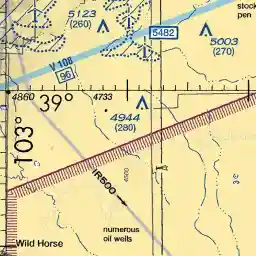 stock
pen
5123
(260)
5482
5003
(270)
V 108
96
4860
39°
4733
4944
(280)
103°
IR500
4500
numerous
oil wells
Wild Horse